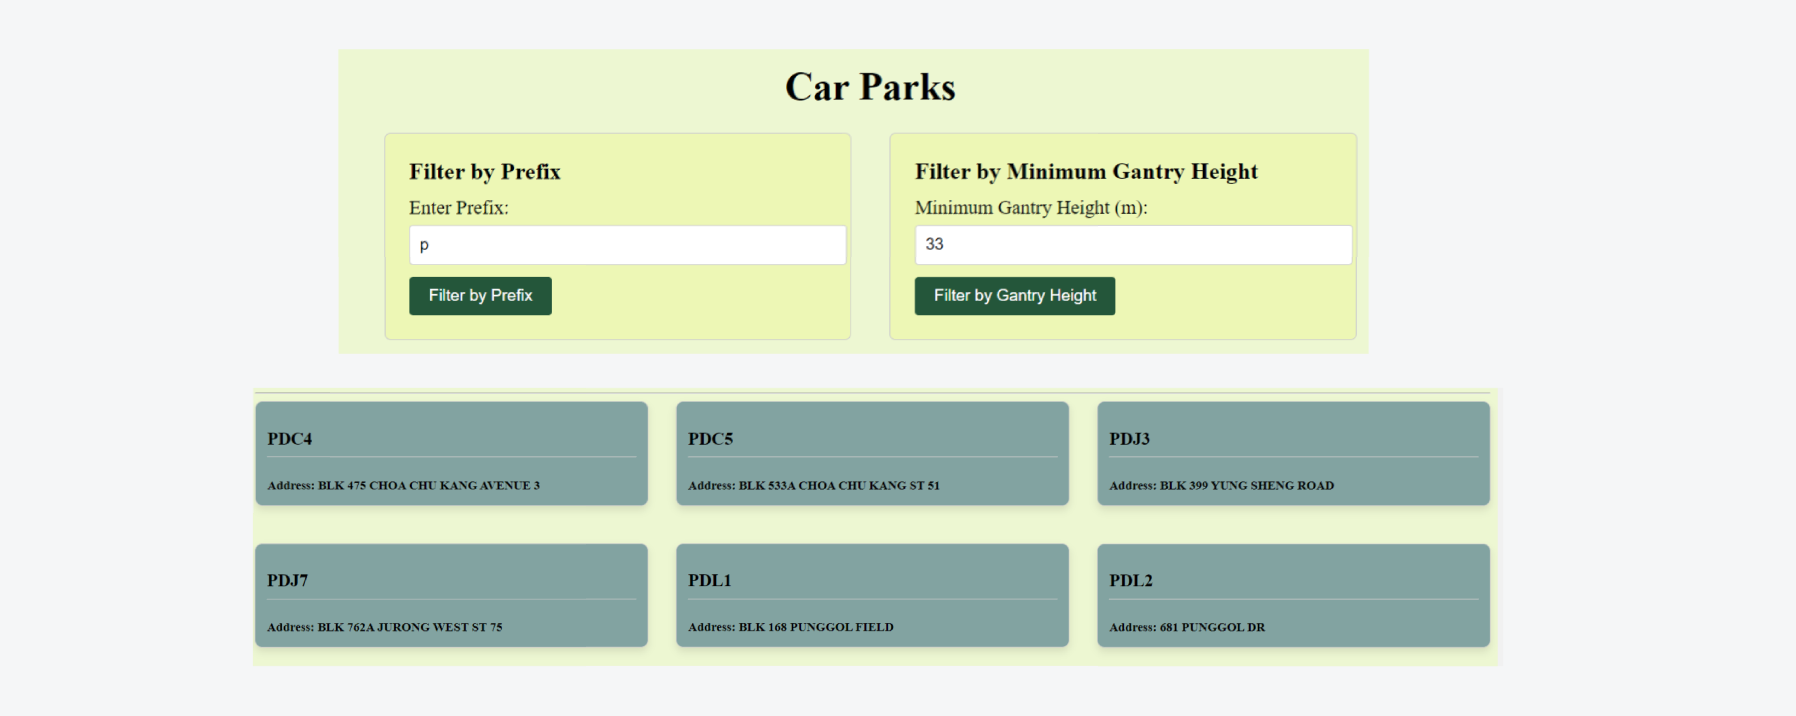 Car Parks
Filter by Prefix
Enter Prefix:
p
Filter by Prefix
Filter by Minimum Gantry Height
Minimum Gantry Height (m):
33
Filter by Gantry Height
PDC4
Address: BLK 475 CHOA CHU KANG AVENUE 3
PDC5
Address: BLK 533A CHOA CHU KANG ST 51
PDJ3
Address: BLK 399 YUNG SHENG ROAD
PDJ7
Address: BLK 762A JURONG WEST ST 75
PDL1
Address: BLK 168 PUNGGOL FIELD
PDL2
Address: 681 PUNGGOL DR